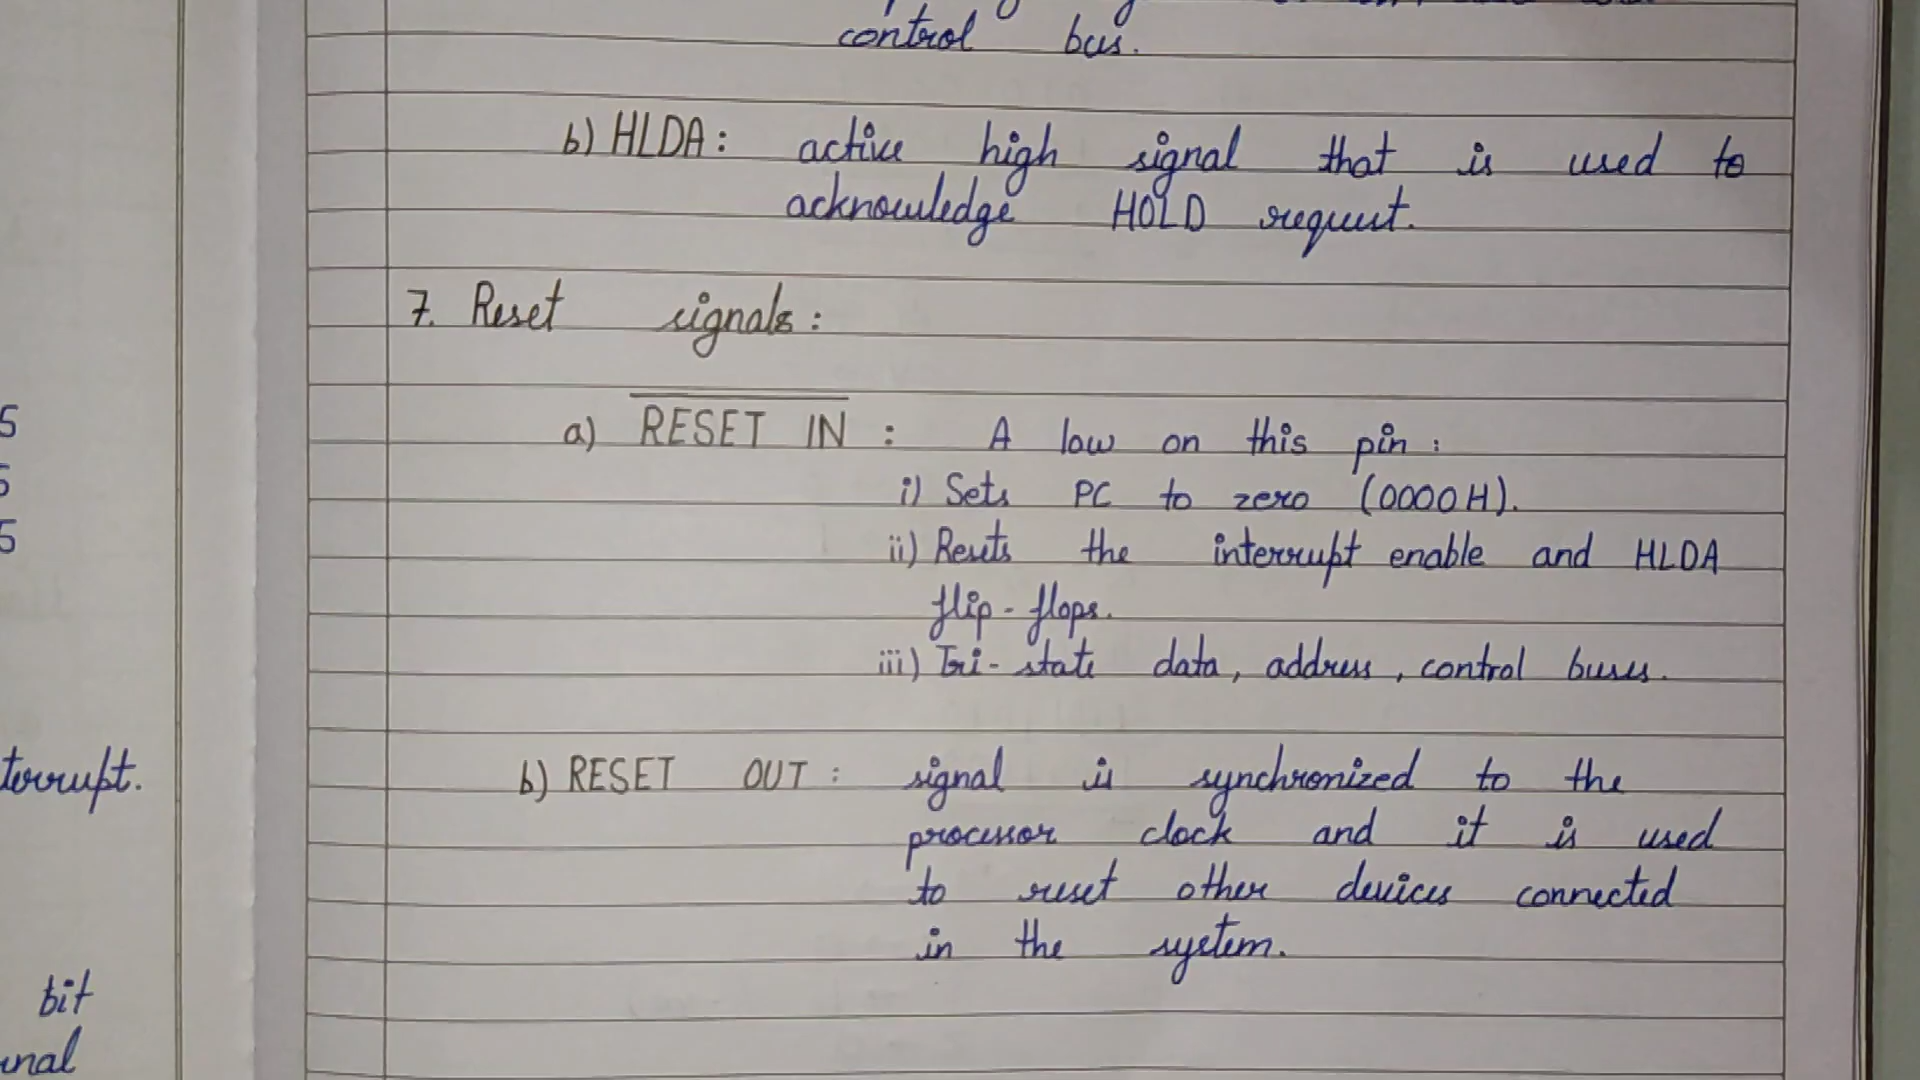 control bus.
b) HLDA: active high signal that is used to
acknowledge HOLD request.
7. Reset signals:
a) R̅E̅S̅E̅T̅ ̅I̅N̅ : A low on this pin:
i) Sets PC to zero (0000H).
ii) Resets the interrupt enable and HLDA
flip-flops.
iii) Tri-state data, address, control buses.
b) RESET OUT: signal is synchronized to the
processor clock and it is used
to reset other devices connected
in the system.
5
5
5
terrupt.
bit